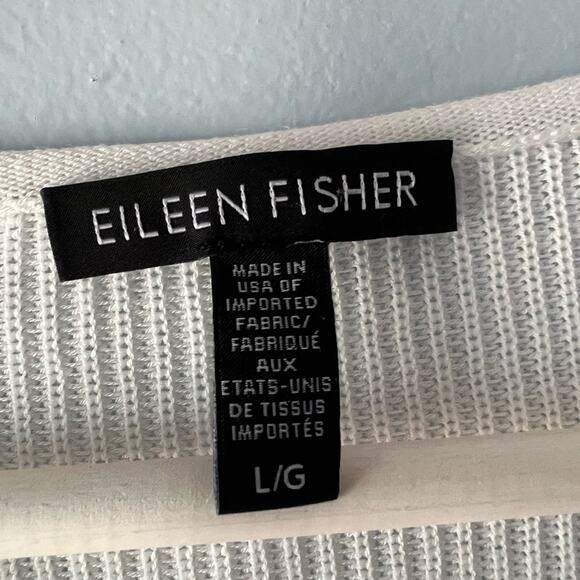 EILEEN FISHER
MADE IN
USA OF
IMPORTED
FABRIC/
FABRIQUÉ
AUX
ETATS-UNIS
DE TISSUS
IMPORTÉS
L/G